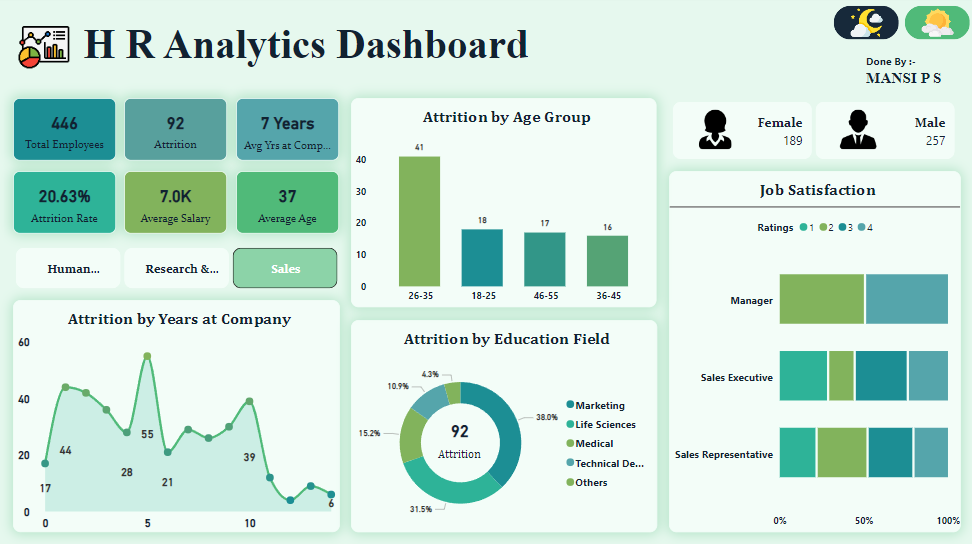 H R Analytics Dashboard
Done By :-
MANSI P S
446
Total Employees
92
Attrition
7 Years
Avg Yrs at Comp...
20.63%
Attrition Rate
7.0K
Average Salary
37
Average Age
Human...
Research &...
Sales
Attrition by Years at Company
60
40
20
0
17
44
28
55
21
39
6
0
5
10
Attrition by Age Group
40
30
20
10
0
41
18
17
16
26-35
18-25
46-55
36-45
Attrition by Education Field
4.3%
10.9%
15.2%
31.5%
38.0%
92
Attrition
Marketing
Life Sciences
Medical
Technical De...
Others
Female
189
Male
257
Job Satisfaction
Ratings 1 2 3 4
Manager
Sales Executive
Sales Representative
0%
50%
100%